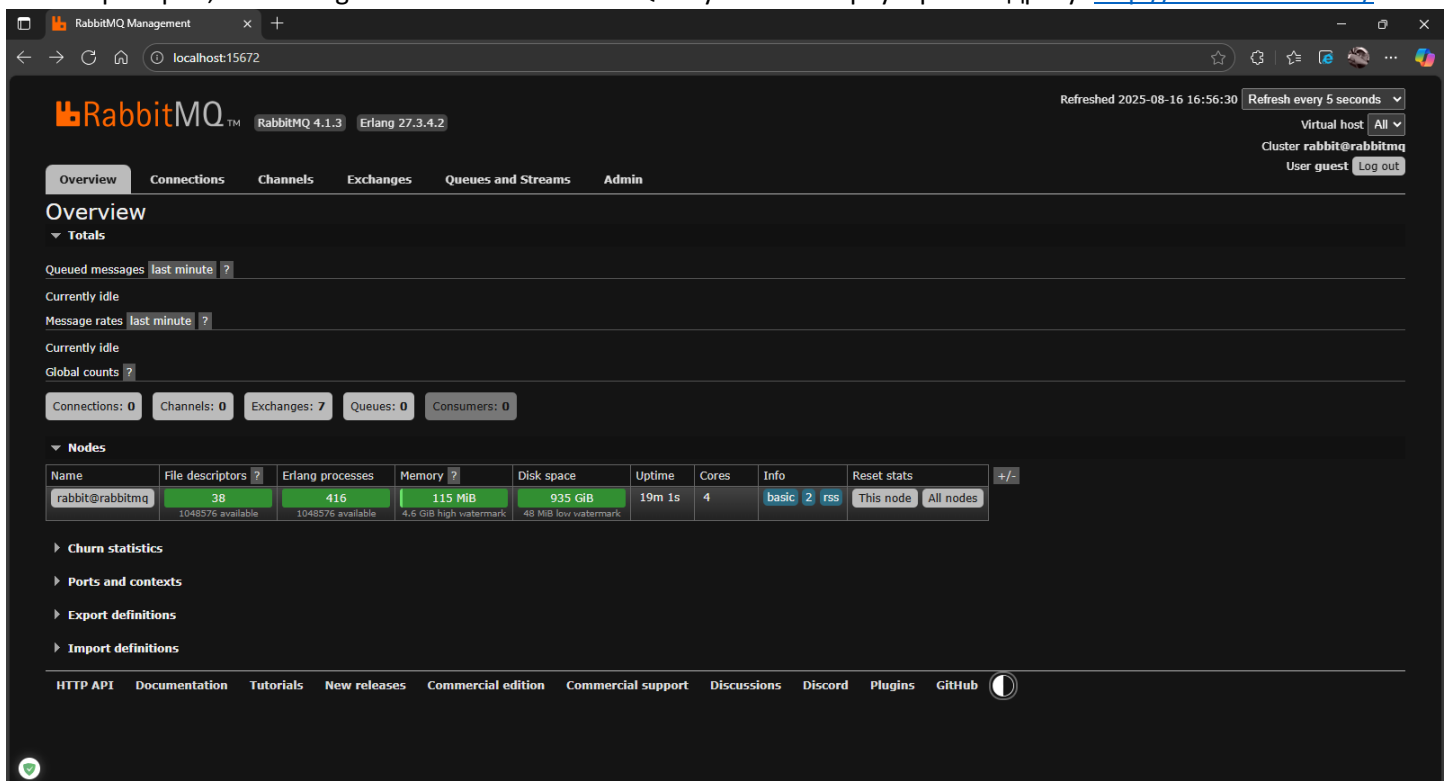 RabbitMQ Management
localhost:15672
RabbitMQ TM RabbitMQ 4.1.3 Erlang 27.3.4.2
Refreshed 2025-08-16 16:56:30 Refresh every 5 seconds
Virtual host All
Cluster rabbit@rabbitmq
User guest Log out
Overview Connections Channels Exchanges Queues and Streams Admin
Overview
Totals
Queued messages last minute ?
Currently idle
Message rates last minute ?
Currently idle
Global counts ?
Connections: 0 Channels: 0 Exchanges: 7 Queues: 0 Consumers: 0
Nodes
Name File descriptors ? Erlang processes Memory ? Disk space Uptime Cores Info Reset stats +/-
rabbit@rabbitmq 38 416 115 MiB 935 GiB 19m 1s 4 basic 2 rss This node All nodes
1048576 available 1048576 available 4.6 GiB high watermark 48 MiB low watermark
Churn statistics
Ports and contexts
Export definitions
Import definitions
HTTP API Documentation Tutorials New releases Commercial edition Commercial support Discussions Discord Plugins GitHub